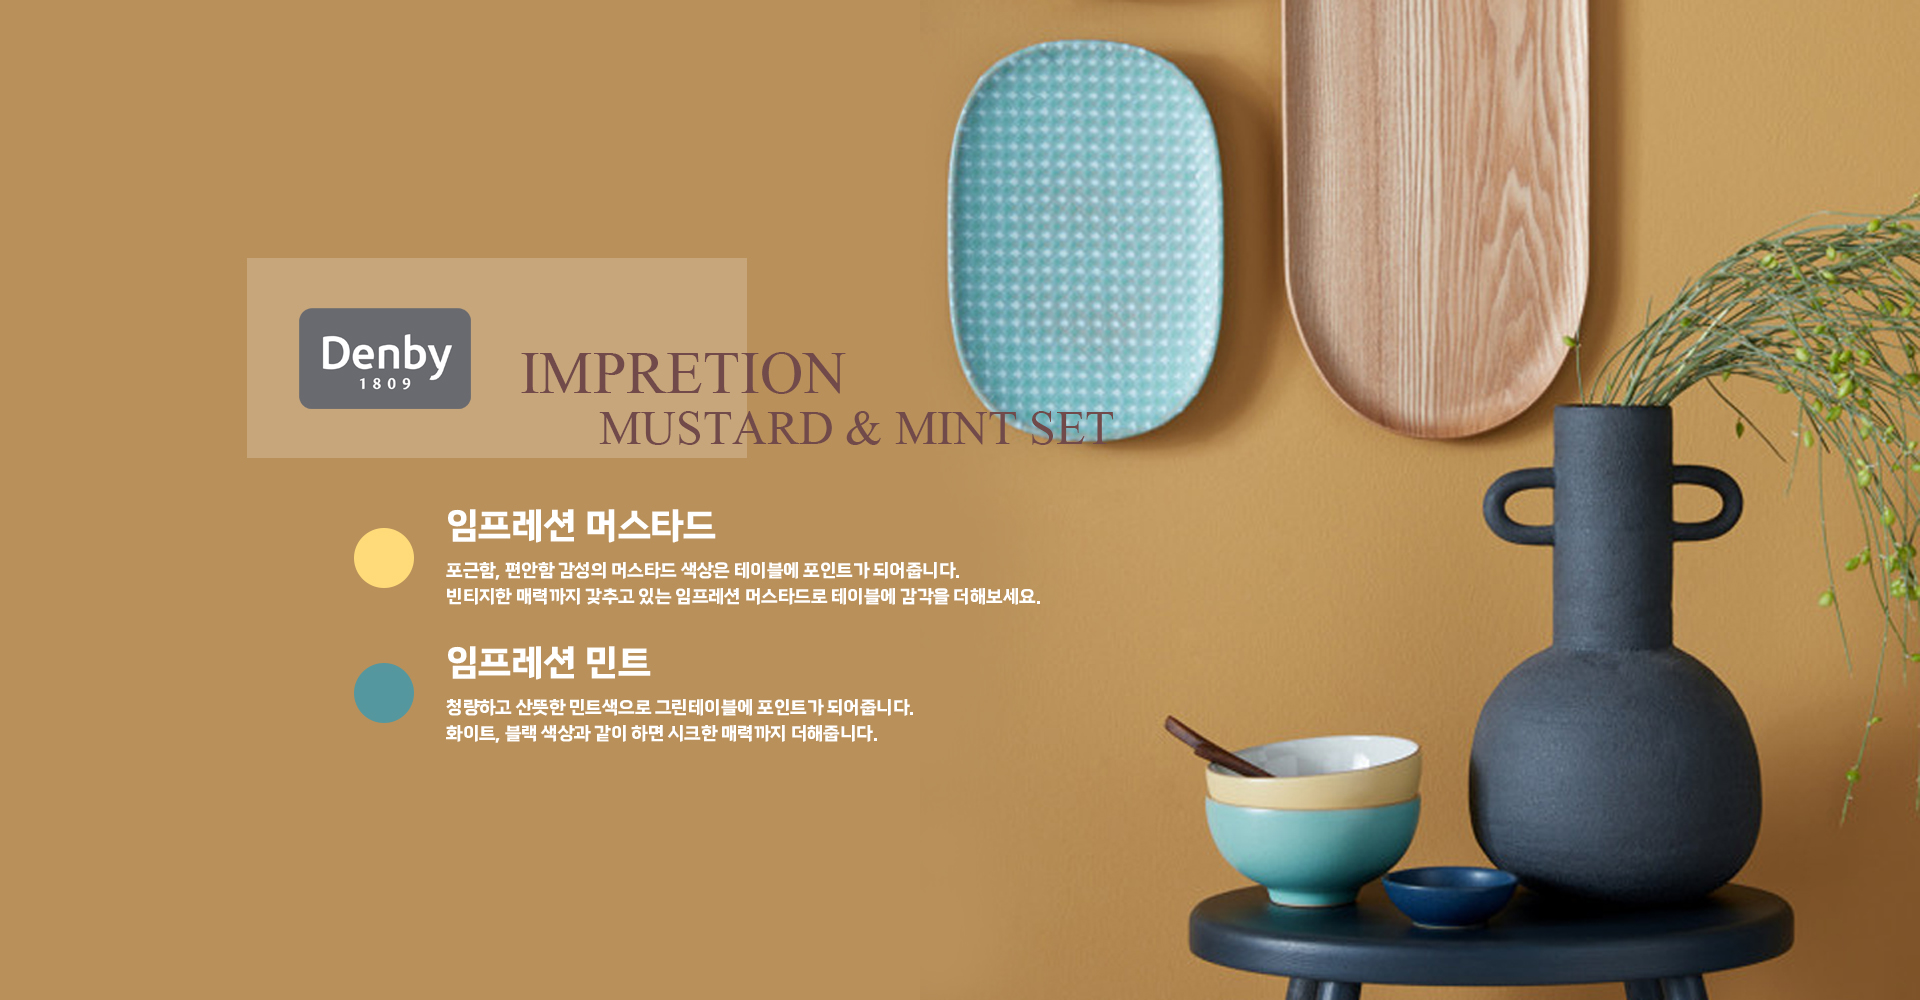 Denby
1809
IMPRETION
MUSTARD & MINT SET
임프레션 머스타드
포근함, 편안함 감성의 머스타드 색상은 테이블에 포인트가 되어줍니다.
빈티지한 매력까지 갖추고 있는 임프레션 머스타드로 테이블에 감각을 더해보세요.
임프레션 민트
청량하고 산뜻한 민트색으로 그린테이블에 포인트가 되어줍니다.
화이트, 블랙 색상과 같이 하면 시크한 매력까지 더해줍니다.